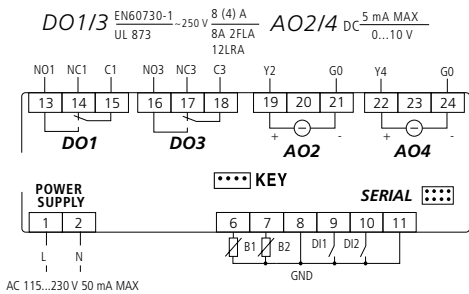 DO1/3 EN60730-1 ~250 V 8 (4) A AO2/4 DC 5 mA MAX
UL 873 8A 2FLA 0...10 V
12LRA
NO1 NC1 C1 NO3 NC3 C3 Y2 G0 Y4 G0
13 14 15 16 17 18 19 20 21 22 23 24
+ - + -
DO1 DO3 AO2 AO4
KEY
POWER SUPPLY SERIAL
1 2 6 7 8 9 10 11
L N B1 B2 DI1 DI2
GND
AC 115...230 V 50 mA MAX